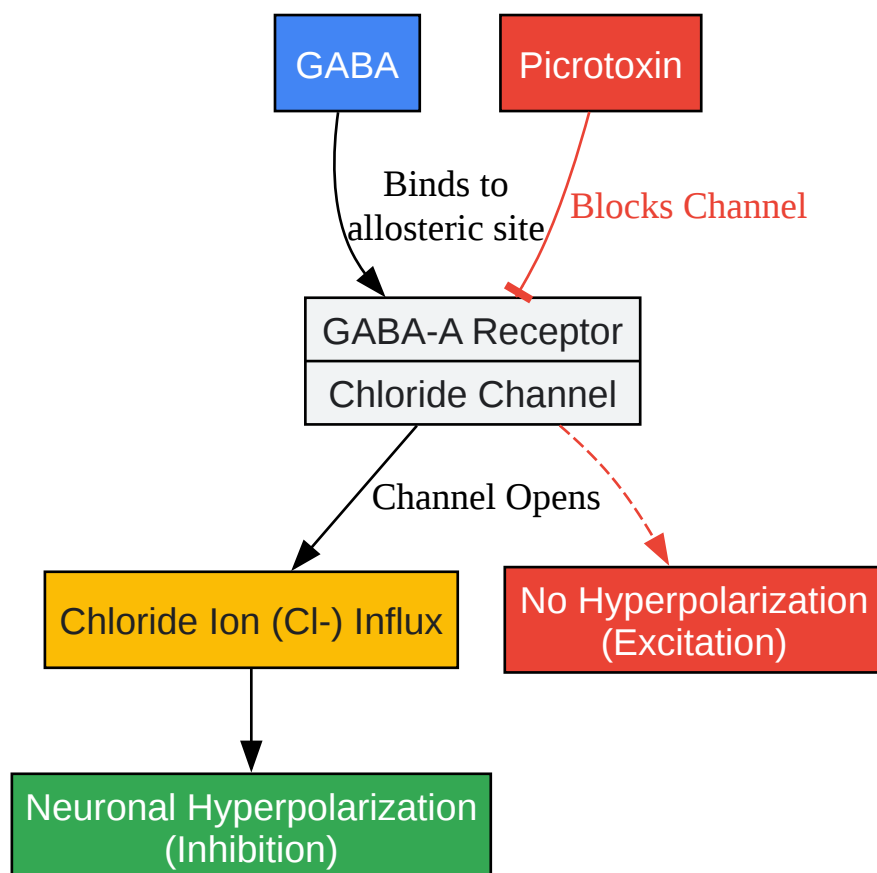 GABA
Picrotoxin
Binds to
allosteric site
Blocks Channel
GABA-A Receptor
Chloride Channel
Channel Opens
Chloride Ion (Cl-) Influx
No Hyperpolarization
(Excitation)
Neuronal Hyperpolarization
(Inhibition)